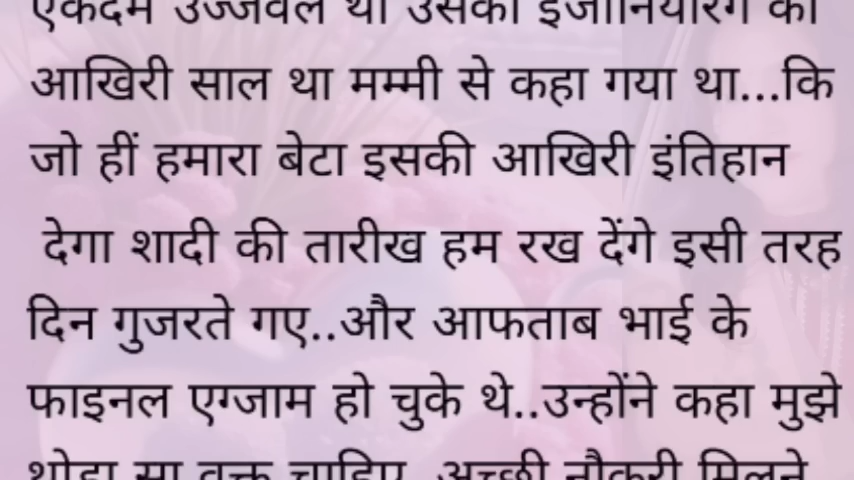 एकदम उज्जवल था उसकी इंजीनियरिंग का
आखिरी साल था मम्मी से कहा गया था...कि
जो हीं हमारा बेटा इसकी आखिरी इंतिहान
देगा शादी की तारीख हम रख देंगे इसी तरह
दिन गुजरते गए..और आफताब भाई के
फाइनल एग्जाम हो चुके थे..उन्होंने कहा मुझे
थोड़ा सा वक्त चाहिए अच्छी नौकरी मिलने